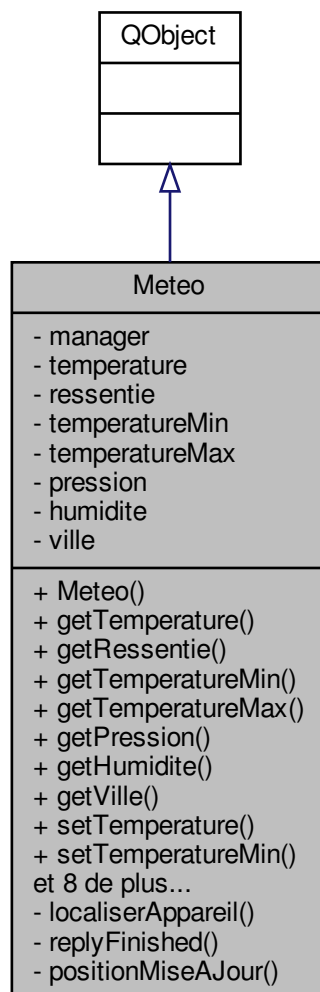 QObject
Meteo
- manager
- temperature
- ressentie
- temperatureMin
- temperatureMax
- pression
- humidite
- ville
+ Meteo()
+ getTemperature()
+ getRessentie()
+ getTemperatureMin()
+ getTemperatureMax()
+ getPression()
+ getHumidite()
+ getVille()
+ setTemperature()
+ setTemperatureMin()
et 8 de plus...
- localiserAppareil()
- replyFinished()
- positionMiseAJour()